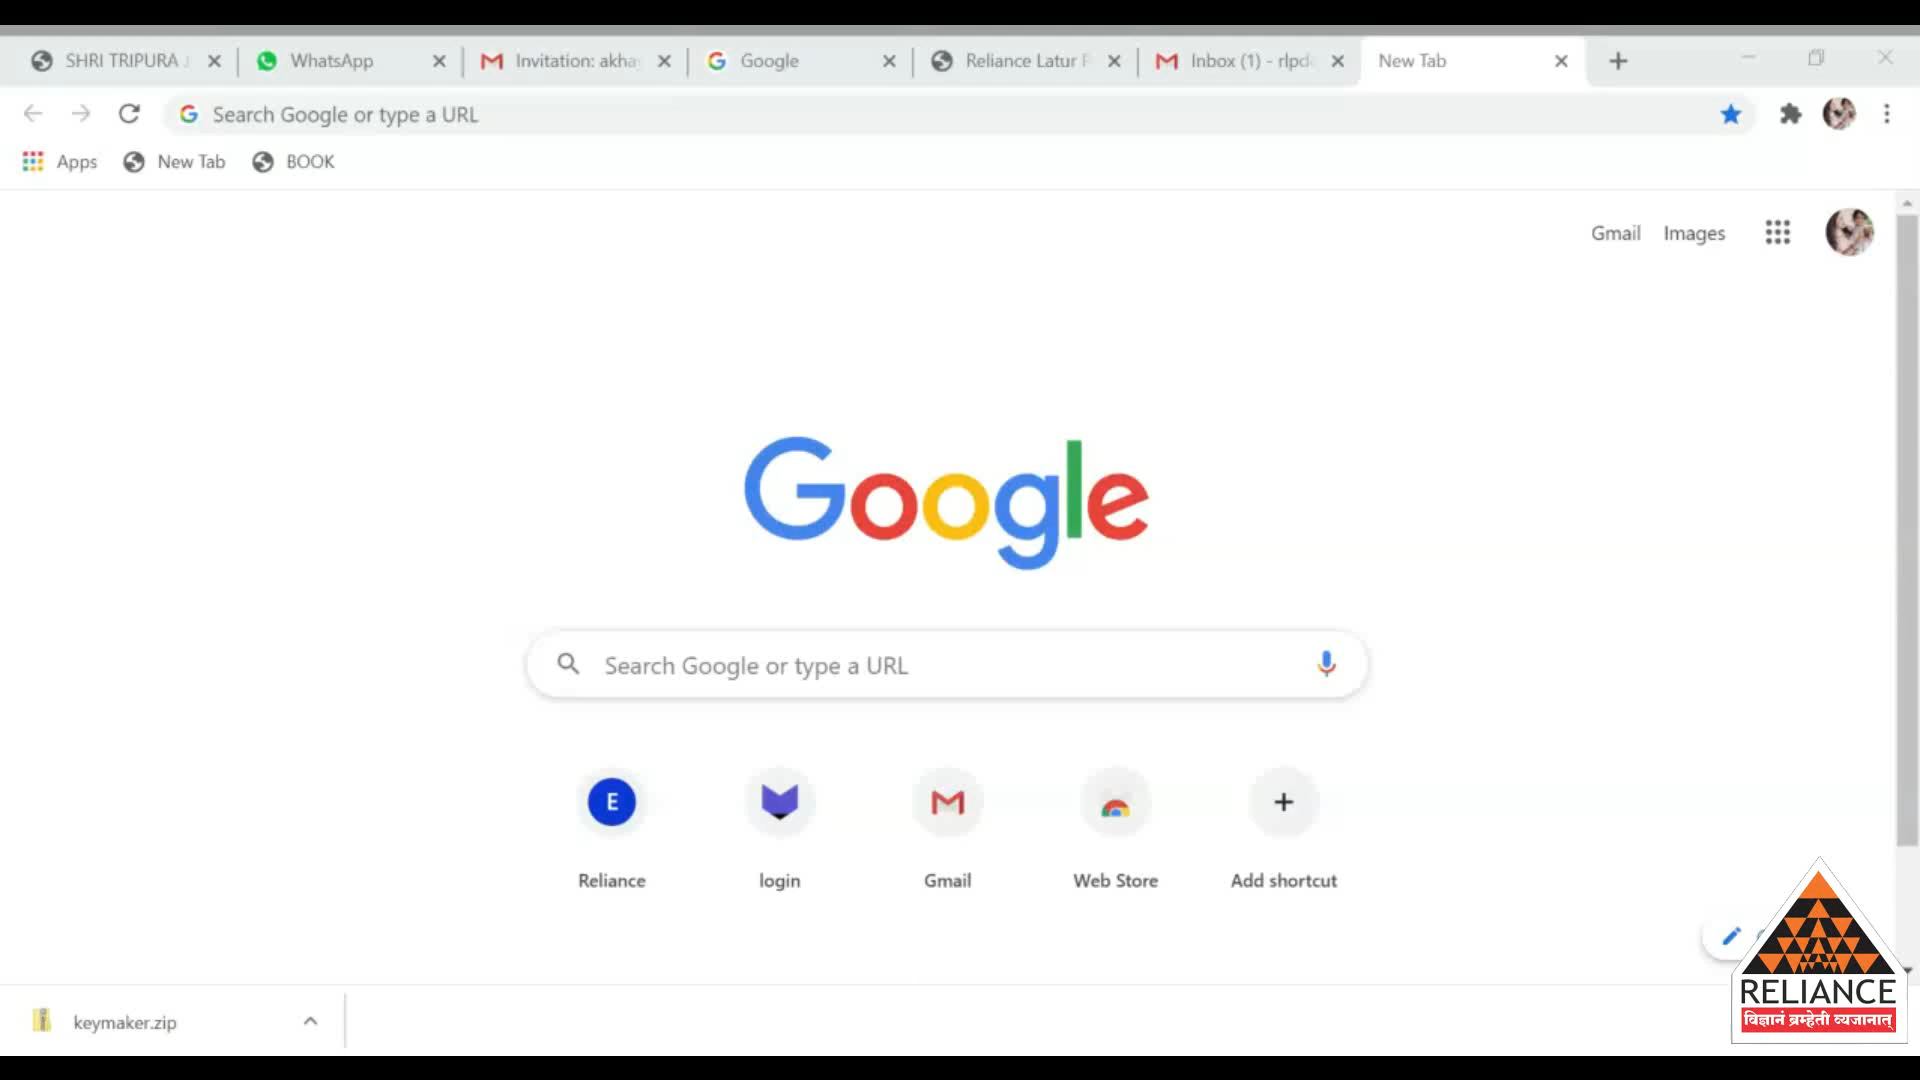 SHRI TRIPURA
WhatsApp
Invitation: akha
Google
Reliance Latur
Inbox (1) - rlpd
New Tab
Search Google or type a URL
Apps
New Tab
BOOK
Gmail
Images
Google
Search Google or type a URL
E
Reliance
login
Gmail
Web Store
Add shortcut
keymaker.zip
RELIANCE
विज्ञानं ब्रम्हेती व्यजानात्